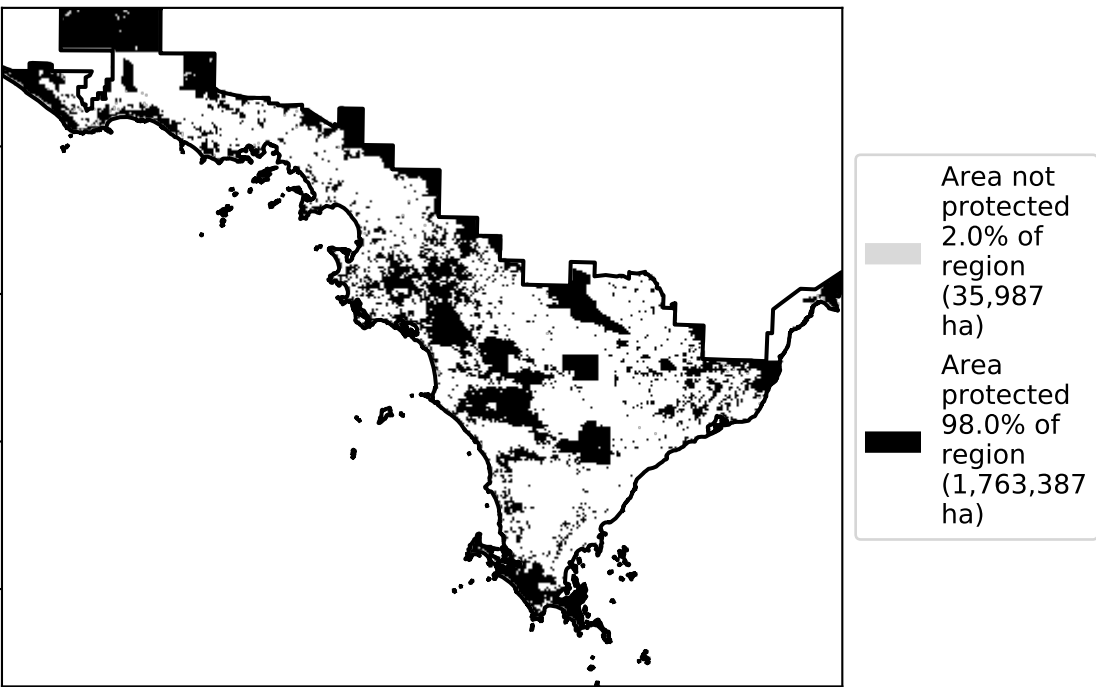 Area not
protected
2.0% of
region
(35,987
ha)
Area
protected
98.0% of
region
(1,763,387
ha)